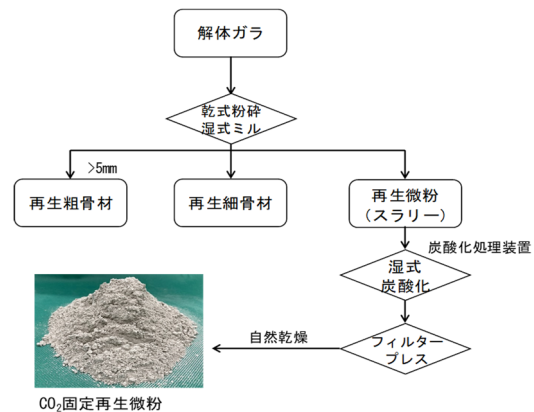 解体ガラ
乾式粉砕
湿式ミル
>5mm
再生粗骨材
再生細骨材
再生微粉
(スラリー)
炭酸化処理装置
湿式
炭酸化
フィルター
プレス
自然乾燥
CO₂固定再生微粉